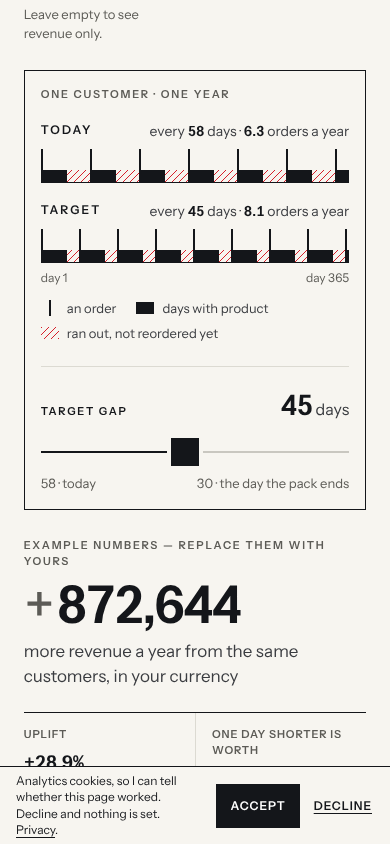 Leave empty to see
revenue only.
ONE CUSTOMER · ONE YEAR
TODAY
every 58 days · 6.3 orders a year
TARGET
every 45 days · 8.1 orders a year
day 1
day 365
an order
days with product
ran out, not reordered yet
TARGET GAP
45 days
58 · today
30 · the day the pack ends
EXAMPLE NUMBERS — REPLACE THEM WITH
YOURS
+872,644
more revenue a year from the same
customers, in your currency
UPLIFT
+28.9%
ONE DAY SHORTER IS
WORTH
Analytics cookies, so I can tell
whether this page worked.
Decline and nothing is set.
Privacy.
ACCEPT
DECLINE